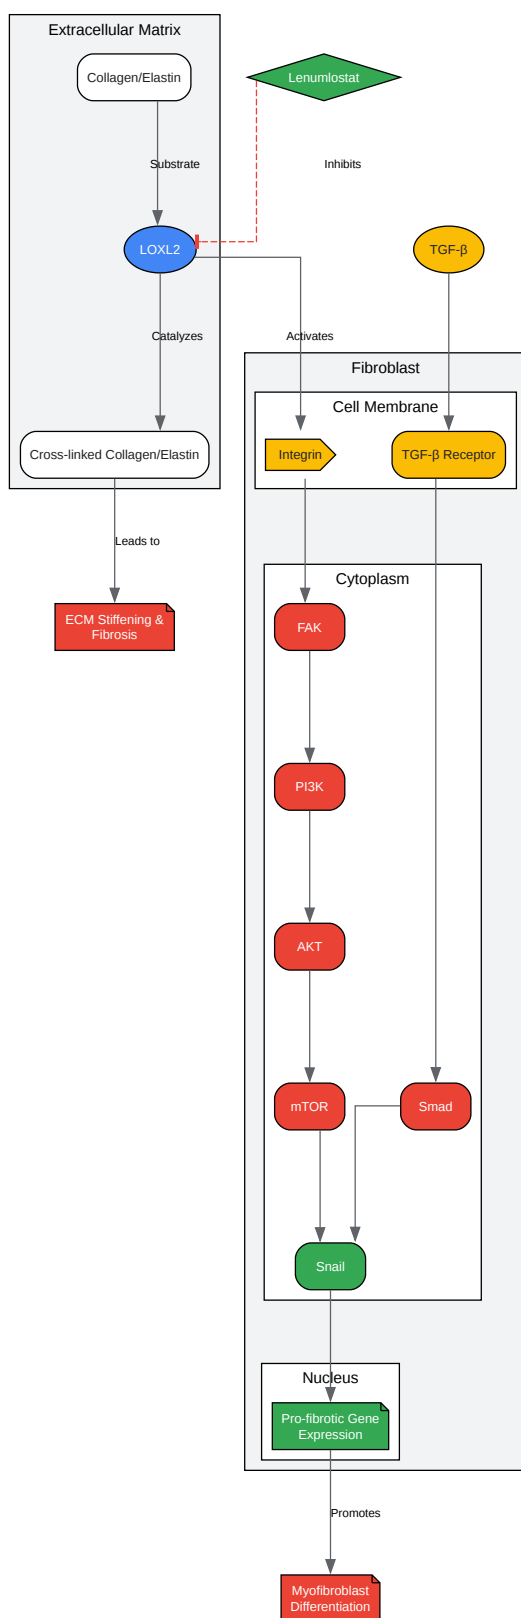 Extracellular Matrix
Collagen/Elastin
Lenumlostat
Substrate
Inhibits
LOXL2
TGF-β
Catalyzes
Activates
Fibroblast
Cell Membrane
Cross-linked Collagen/Elastin
Integrin
TGF-β Receptor
Leads to
Cytoplasm
ECM Stiffening &
Fibrosis
FAK
PI3K
AKT
mTOR
Smad
Snail
Nucleus
Pro-fibrotic Gene
Expression
Promotes
Myofibroblast
Differentiation